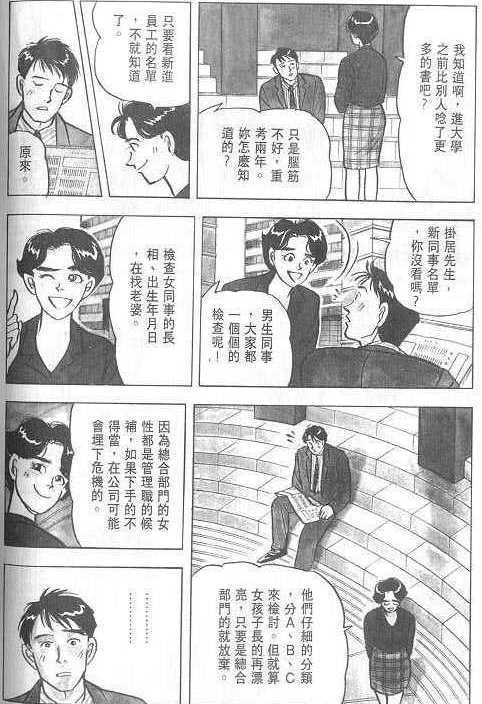 我知道啊，進大學
之前比別人唸了更
多的書吧？
只是腦筋
不好，重
考兩年。
妳怎麼知
道的？
只要看新進
員工的名單
，不就知道
了。
原來。
掛居先生，
新同事名單
，你沒看嗎？
男生同事
，大家都
一個個的
檢查呢！
檢查女同事的長
相、出生年月日
，在找老婆。
他們仔細的分類
，分A、B、C
來檢討。但就算
女孩子長的再漂
亮，只要是總合
部門的就放棄。
因為總合部門的女
性都是管理職的候
補，如果下手的不
得當，在公司可能
會埋下危機的。
…………
…………